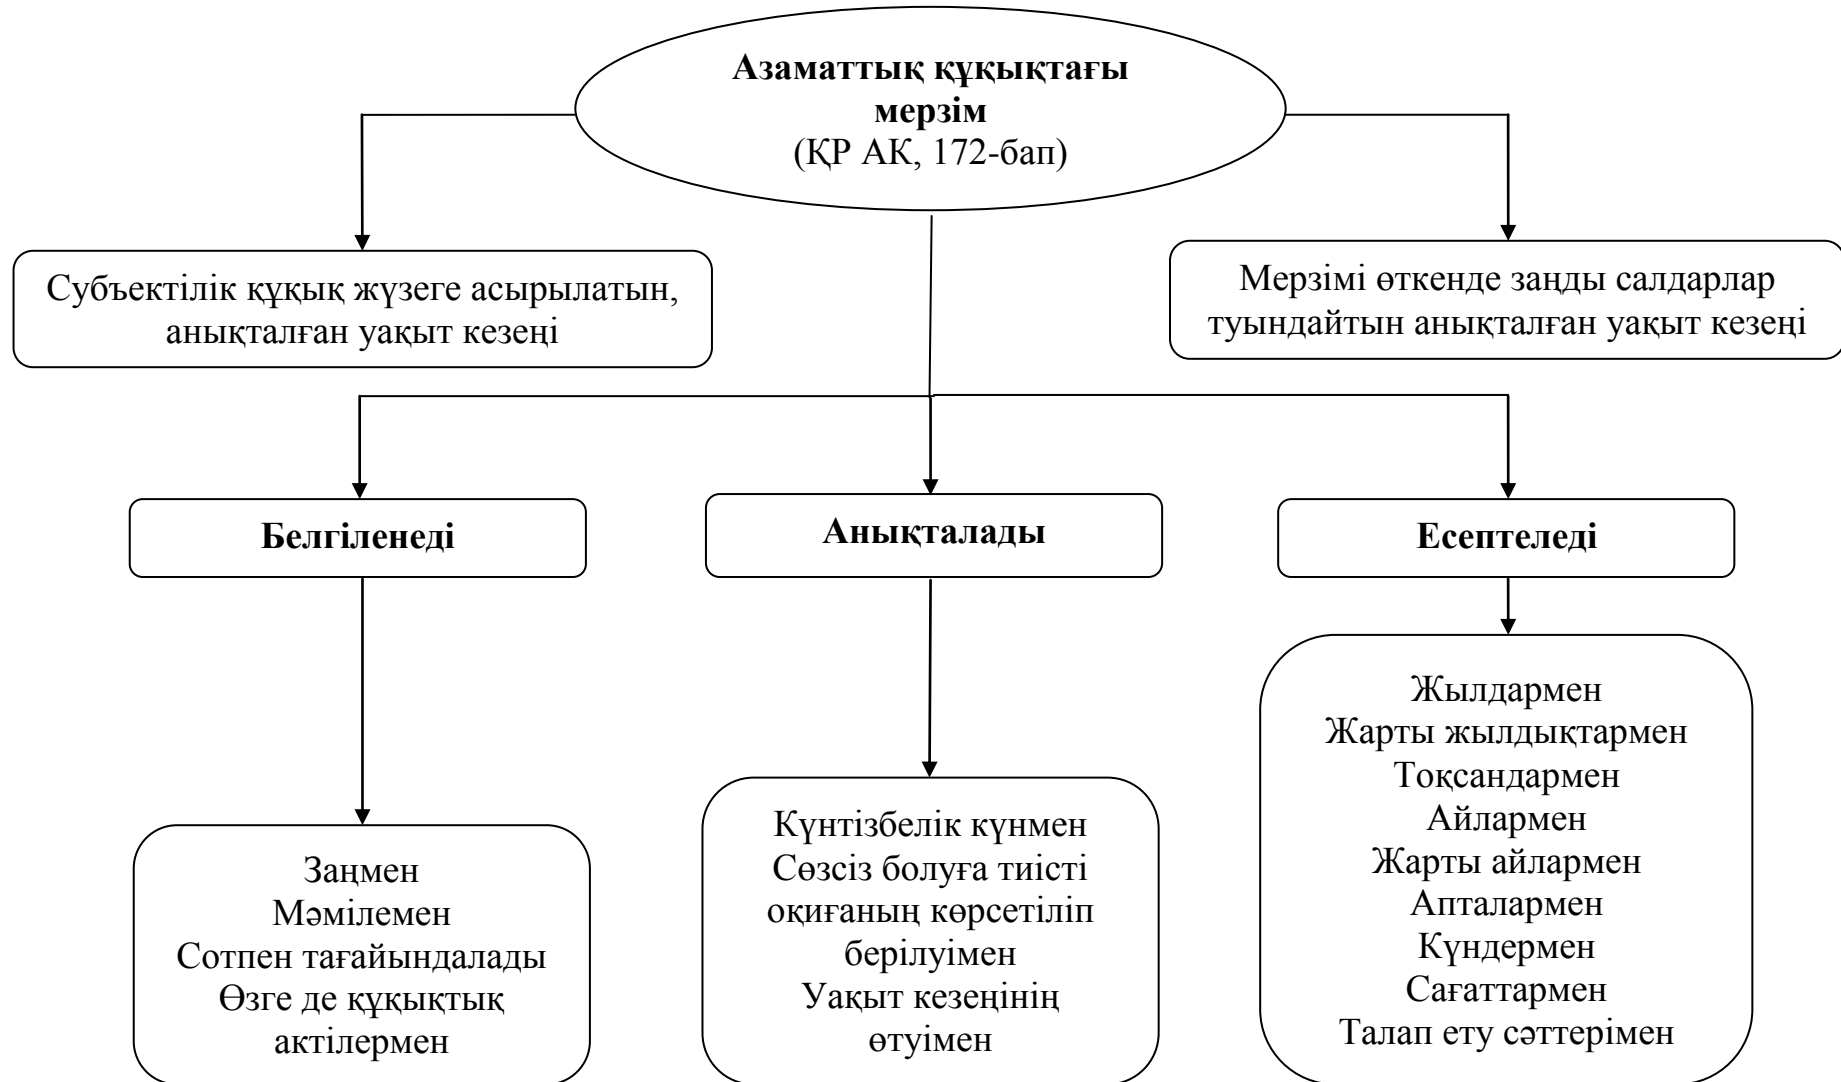 Азаматтық құқықтағы
мерзім
(ҚР АК, 172-бап)
Субъектілік құқық жүзеге асырылатын,
анықталған уақыт кезеңі
Мерзімі өткенде заңды салдарлар
туындайтын анықталған уақыт кезеңі
Белгіленеді
Анықталады
Есептеледі
Заңмен
Мәмілемен
Сотпен тағайындалады
Өзге де құқықтық
актілермен
Күнтізбелік күнмен
Сөзсіз болуға тиісті
оқиғаның көрсетіліп
берілуімен
Уақыт кезеңінің
өтуімен
Жылдармен
Жарты жылдықтармен
Тоқсандармен
Айлармен
Жарты айлармен
Апталармен
Күндермен
Сағаттармен
Талап ету сәттерімен